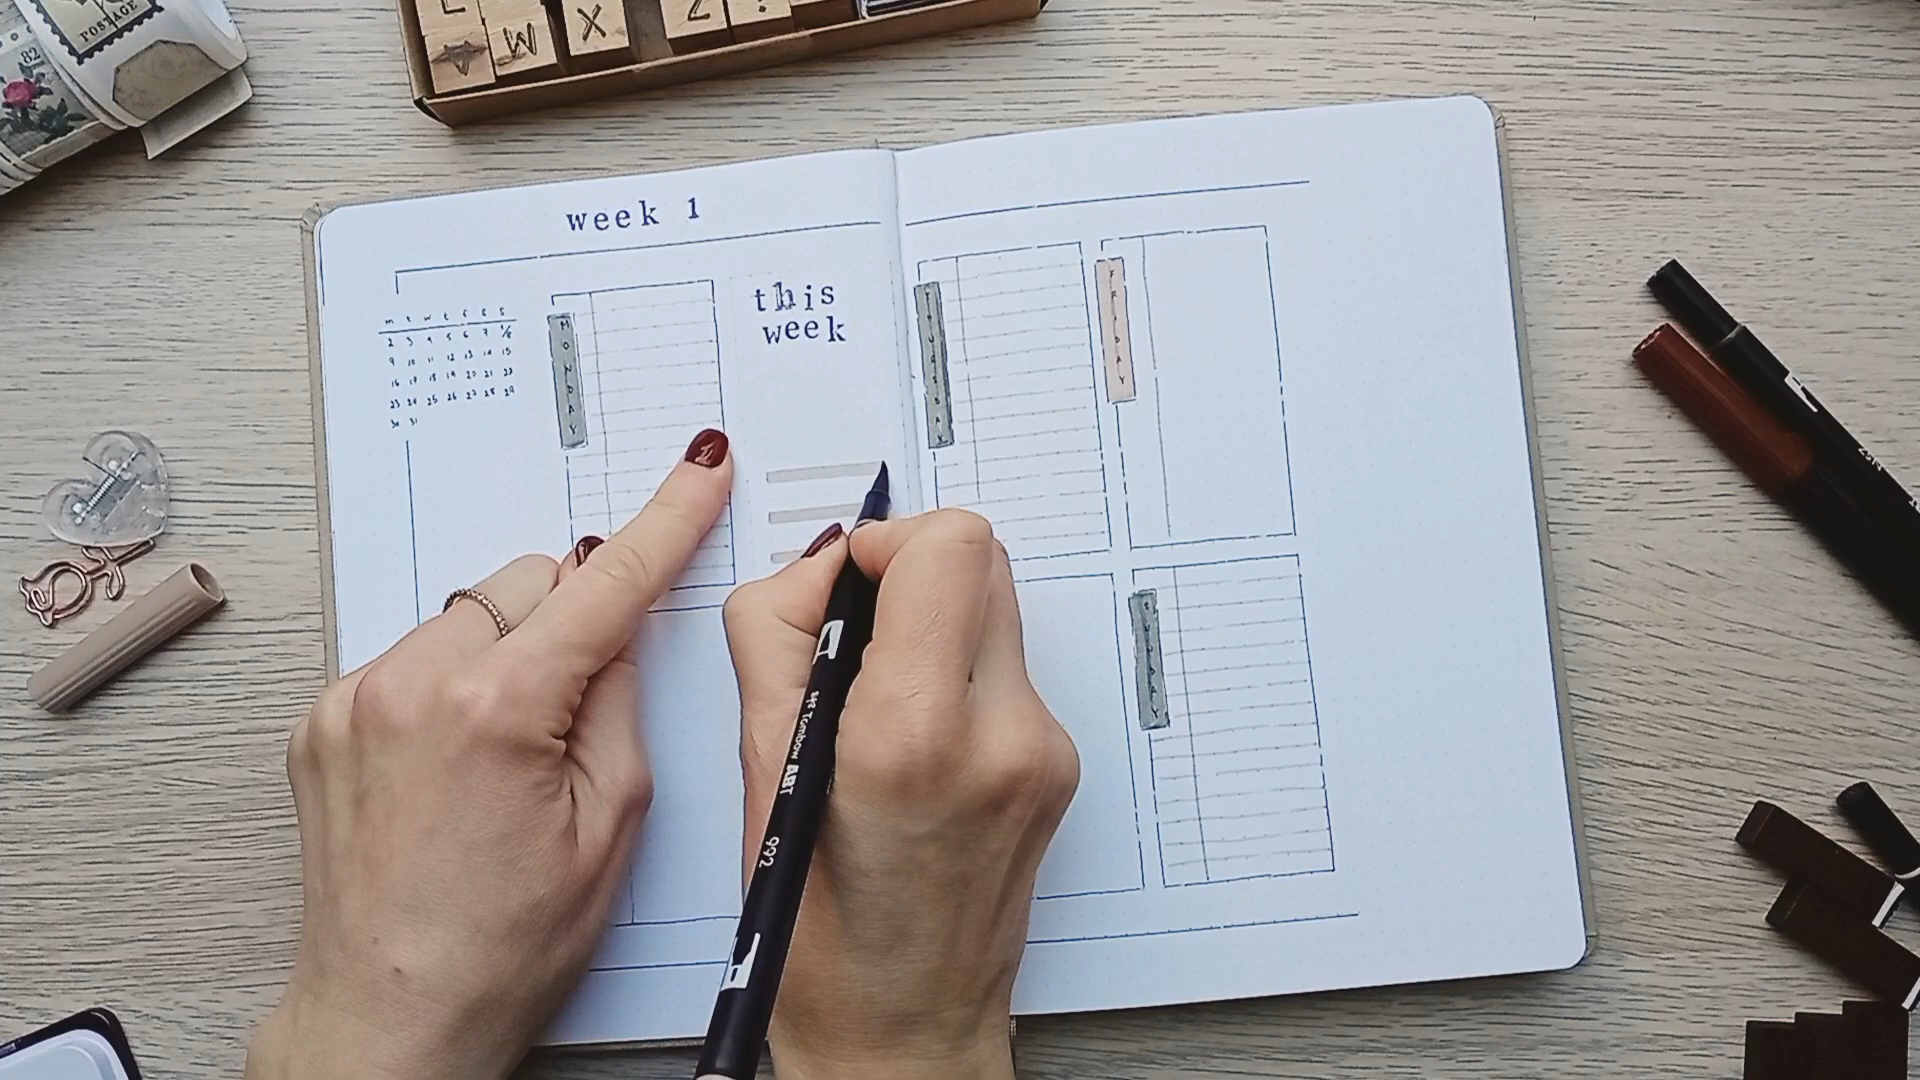 POSTAGE
82
W X Z
week 1
this
week
m t w t f s s
2 3 4 5 6 7 1/8
9 10 11 12 13 14 15
16 17 18 19 20 21 22
23 24 25 26 27 28 29
30 31
MONDAY
THURSDAY
FRIDAY
SUNDAY
Tombow ABT
992